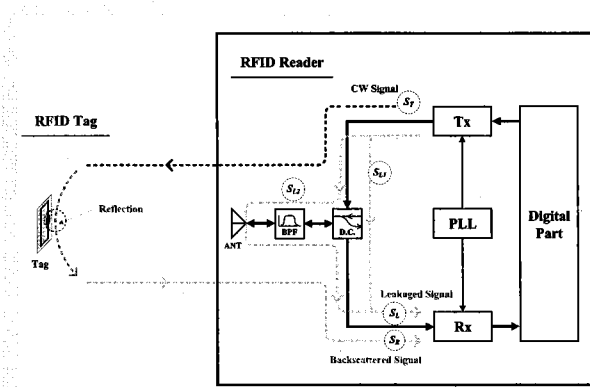 RFID Reader
CW Signal
S_T
RFID Tag
Tx
S_L1
S_L2
Reflection
PLL
Digital
Part
ANT
BPF
D.C.
Tag
Leakaged Signal
S_L
Rx
S_R
Backscattered Signal